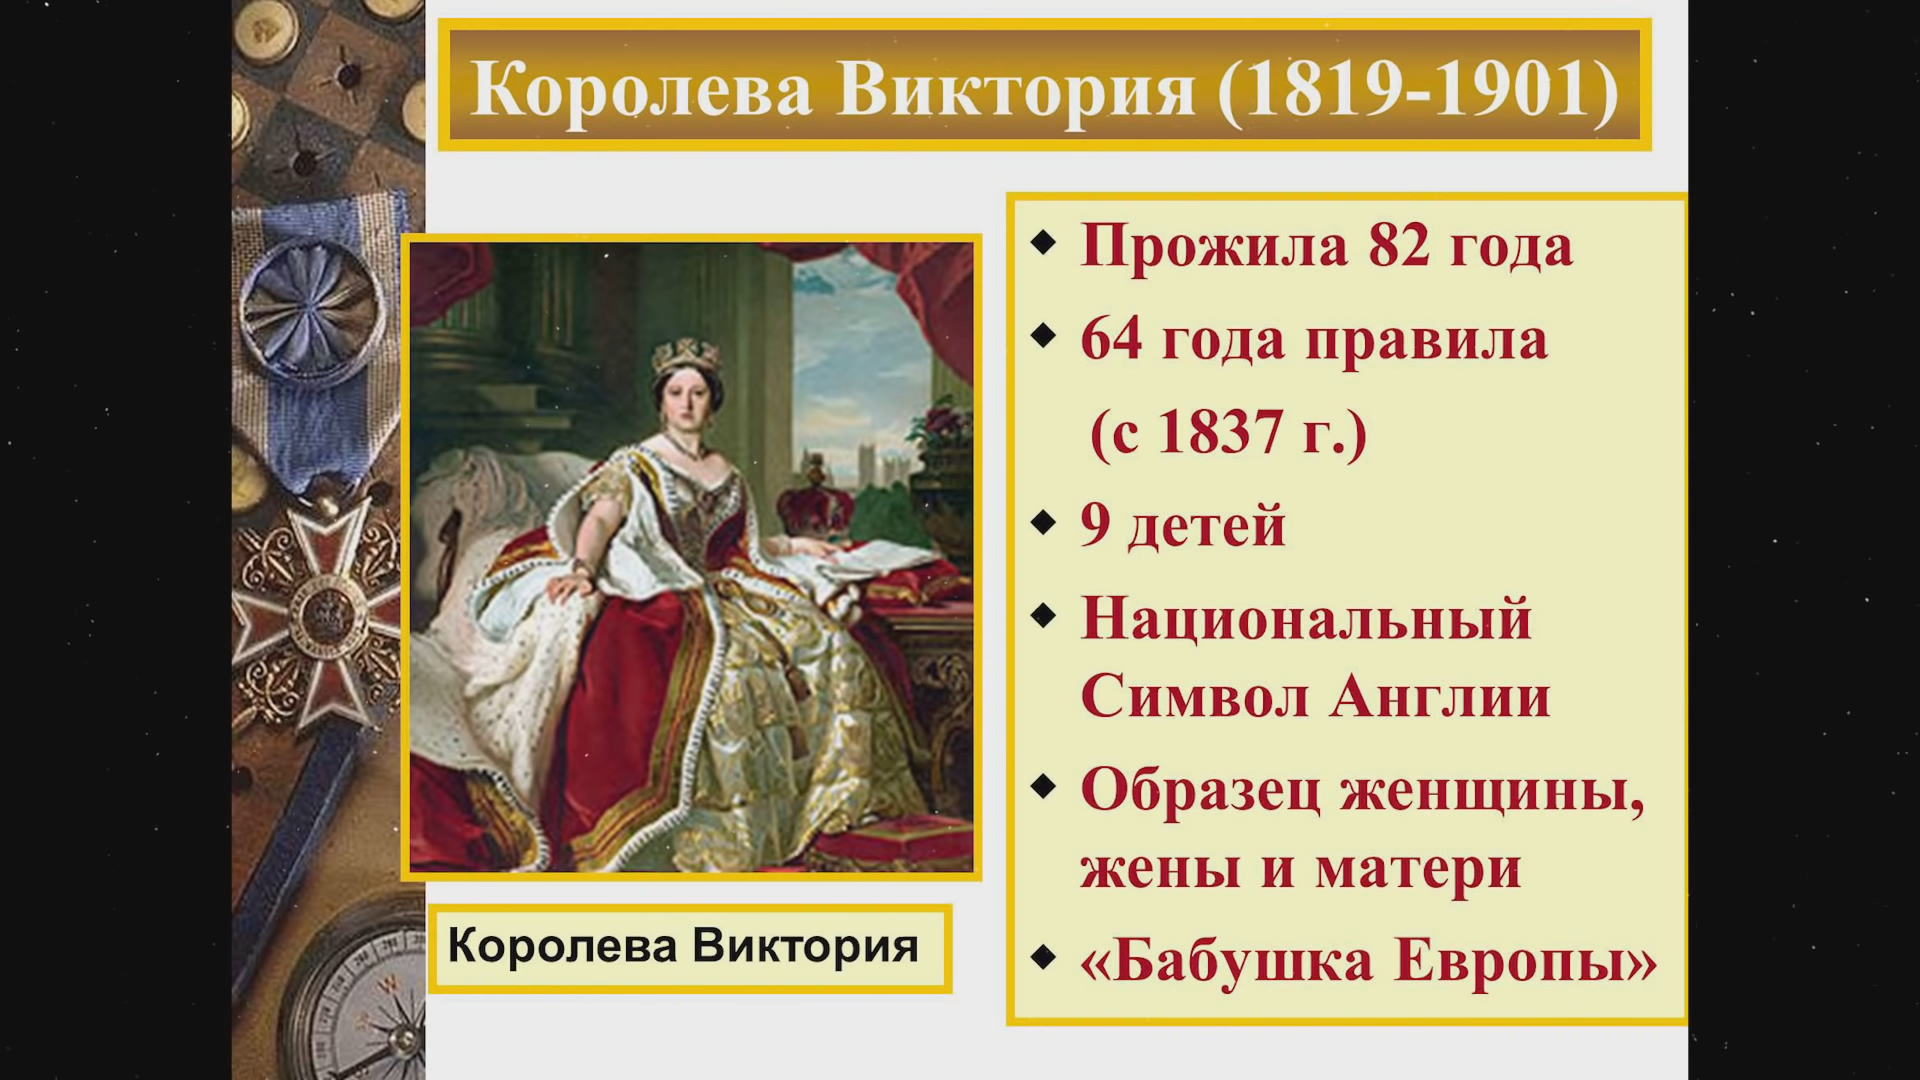 Королева Виктория (1819-1901)
Прожила 82 года
64 года правила
(с 1837 г.)
9 детей
Национальный
Символ Англии
Образец женщины,
жены и матери
«Бабушка Европы»
Королева Виктория